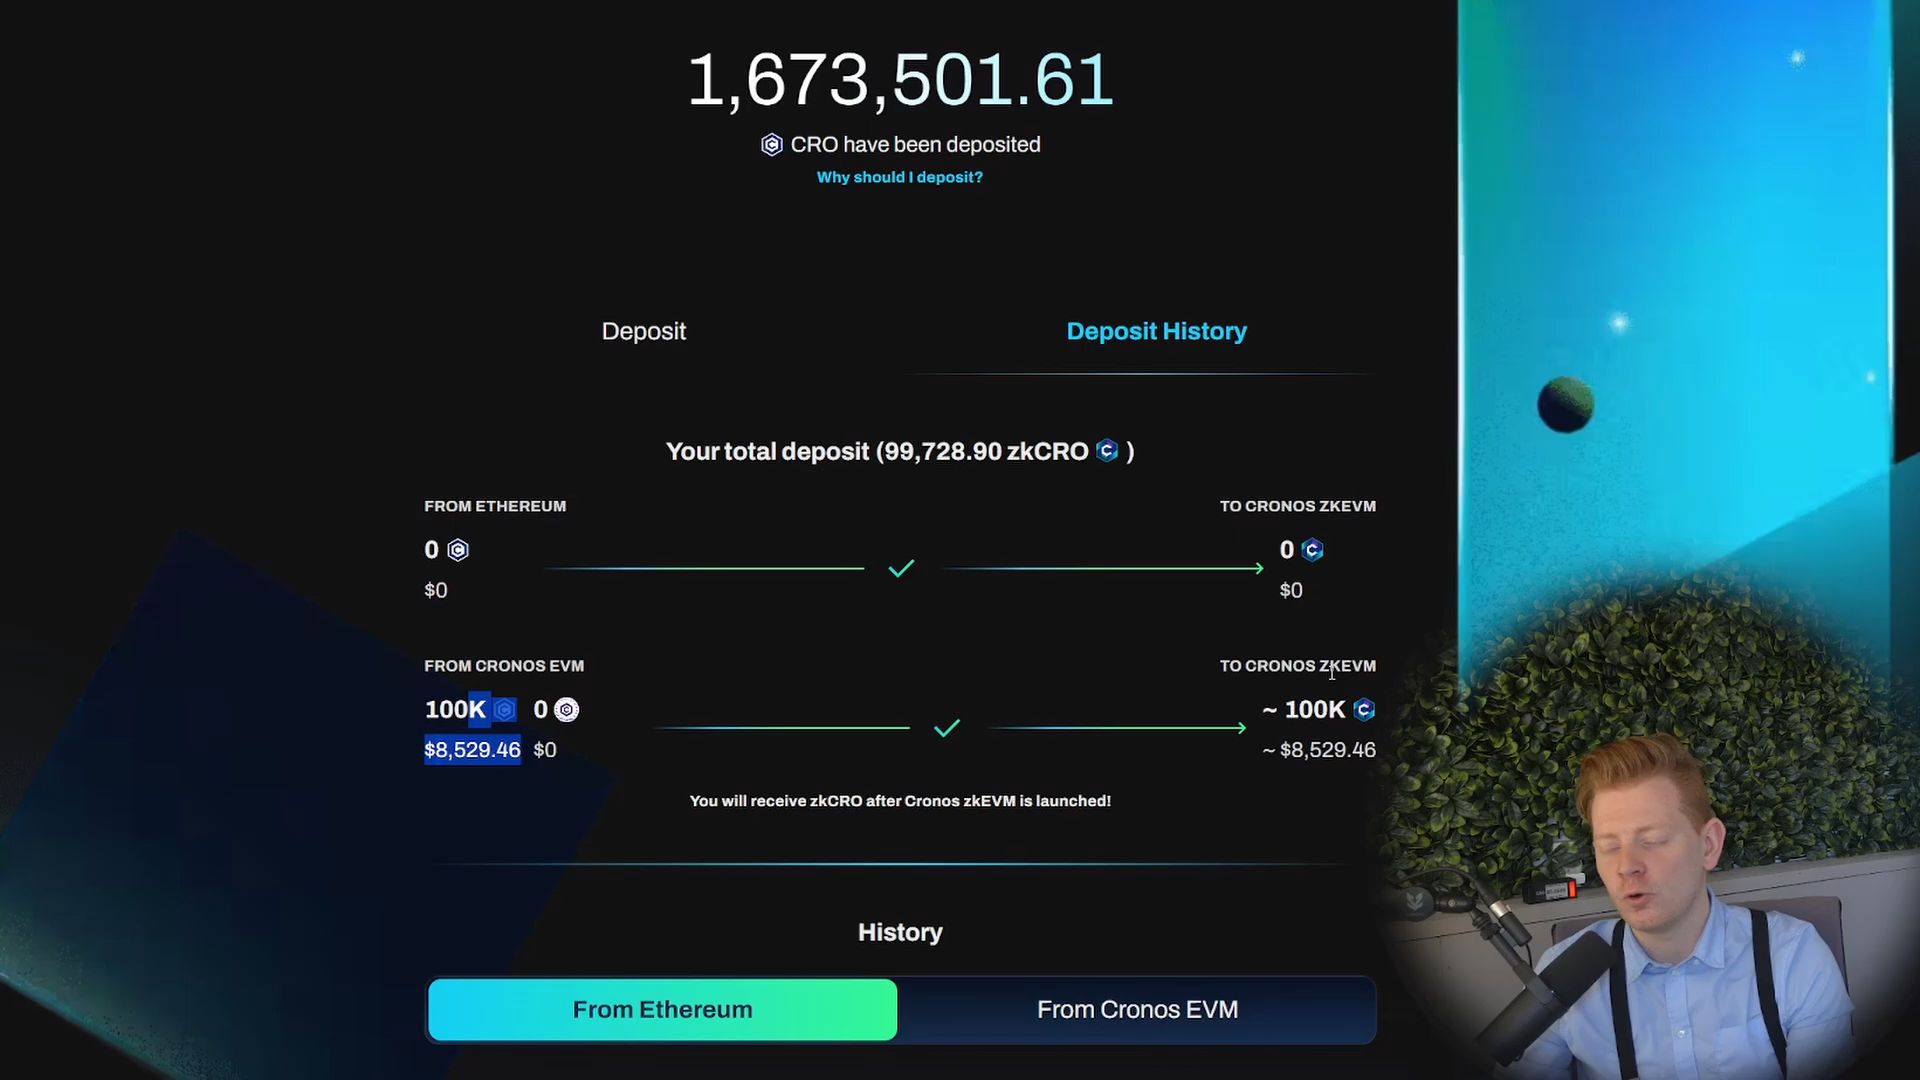 1,673,501.61
CRO have been deposited
Why should I deposit?
Deposit
Deposit History
Your total deposit (99,728.90 zkCRO )
FROM ETHEREUM
TO CRONOS ZKEVM
0
0
$0
$0
FROM CRONOS EVM
TO CRONOS ZKEVM
100K 0
~ 100K
$8,529.46 $0
~ $8,529.46
You will receive zkCRO after Cronos zkEVM is launched!
History
From Ethereum
From Cronos EVM